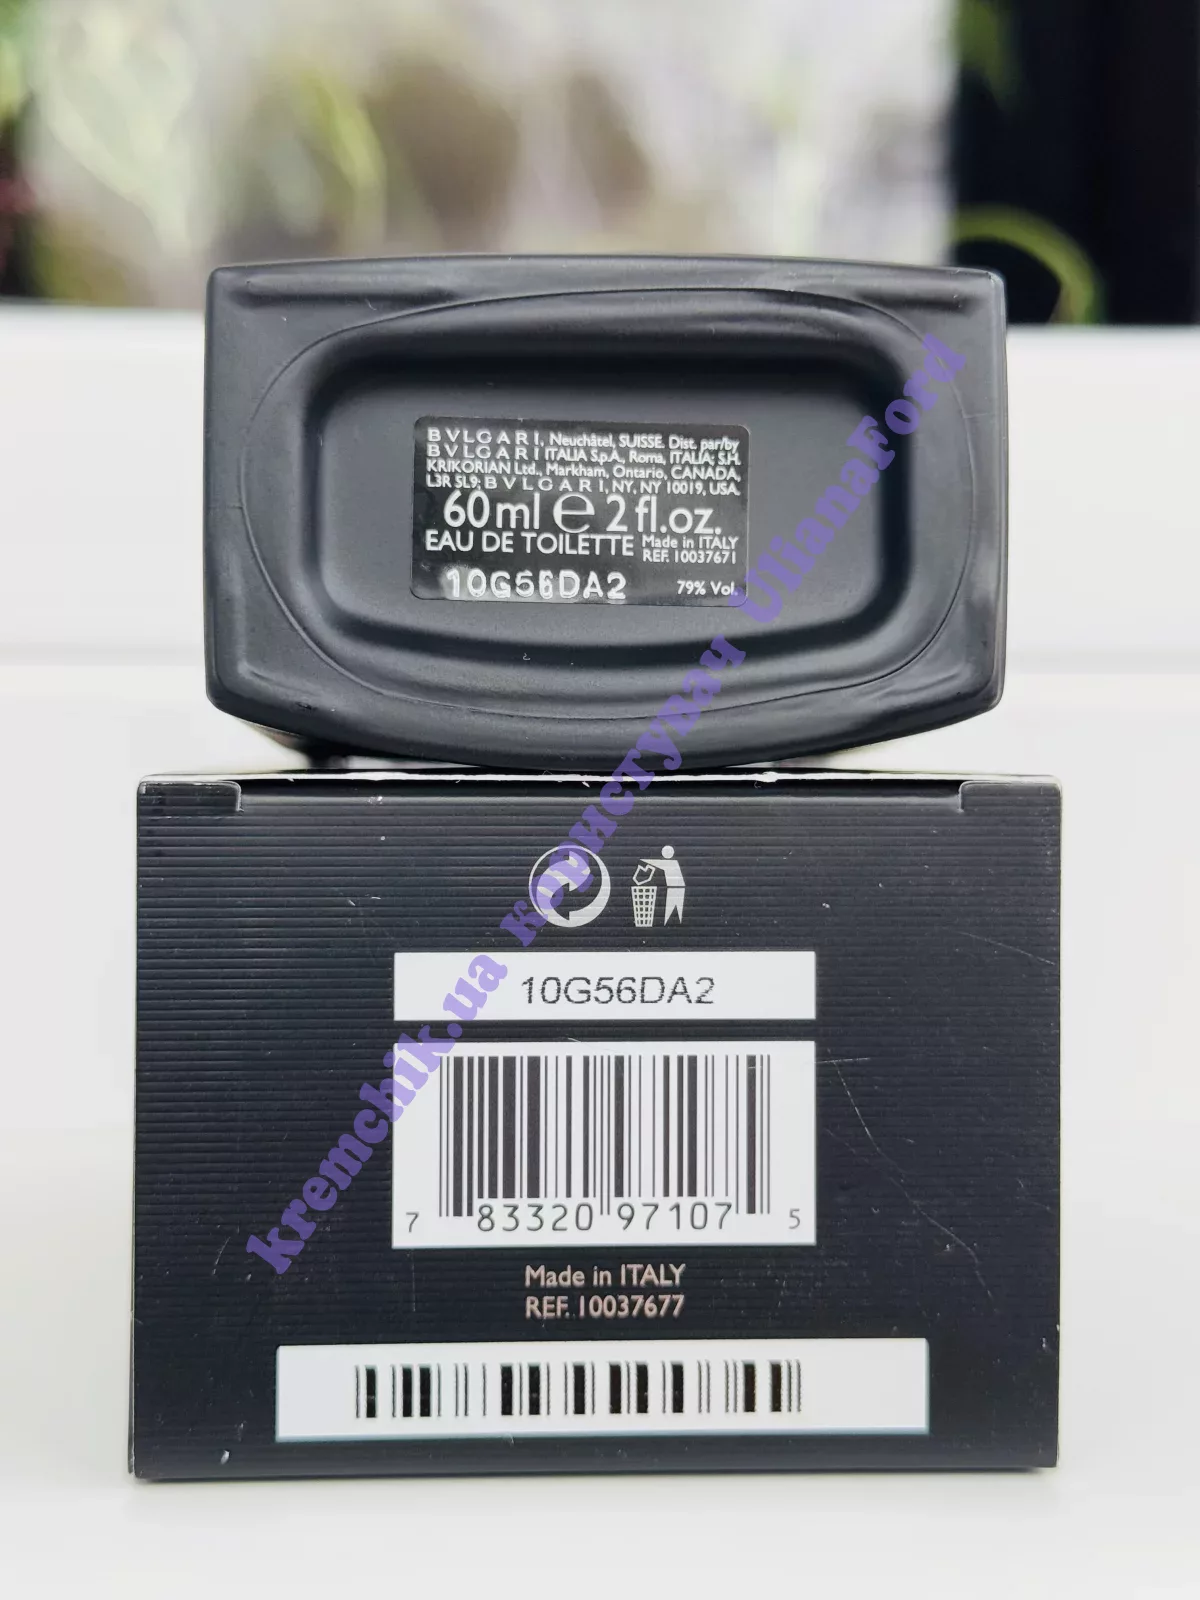 BVLGARI, Neuchâtel, SUISSE. Dist. par/by
BVLGARI ITALIA S.p.A., Roma, ITALIA; S.H.
KRIKORIAN Ltd., Markham, Ontario, CANADA,
L3R 5L9; BVLGARI, NY, NY 10019, USA.
60 ml e 2 fl.oz.
EAU DE TOILETTE Made in ITALY
REF. 10037671
10G56DA2 79% Vol.
10G56DA2
7 83320 97107 5
Made in ITALY
REF. 10037677
kremchik.ua користувач UlianaFord